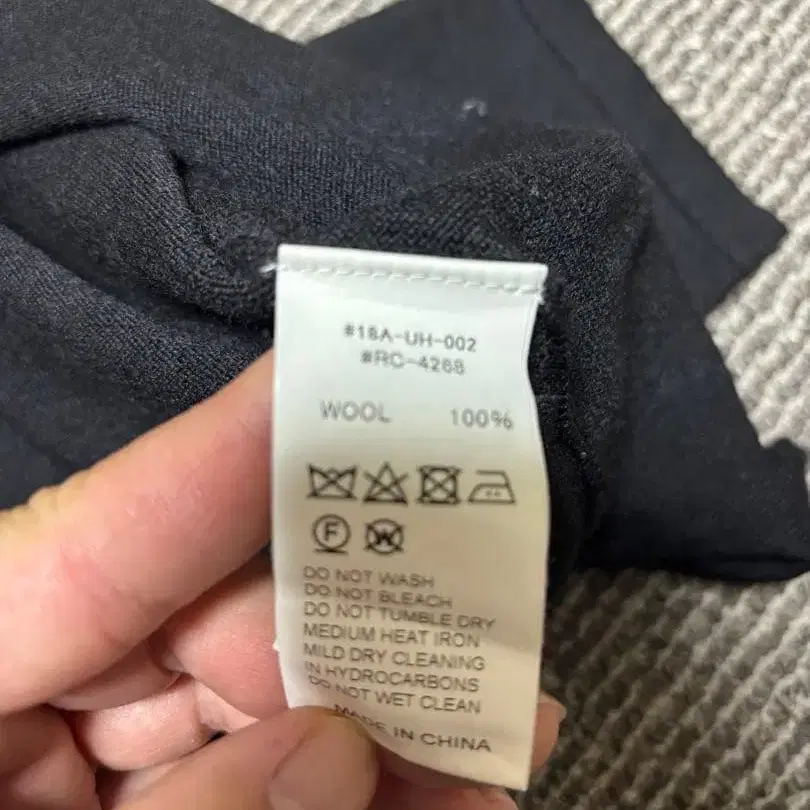 #18A-UH-002
#RC-4268
WOOL 100%
F W
DO NOT WASH
DO NOT BLEACH
DO NOT TUMBLE DRY
MEDIUM HEAT IRON
MILD DRY CLEANING
IN HYDROCARBONS
DO NOT WET CLEAN
MADE IN CHINA